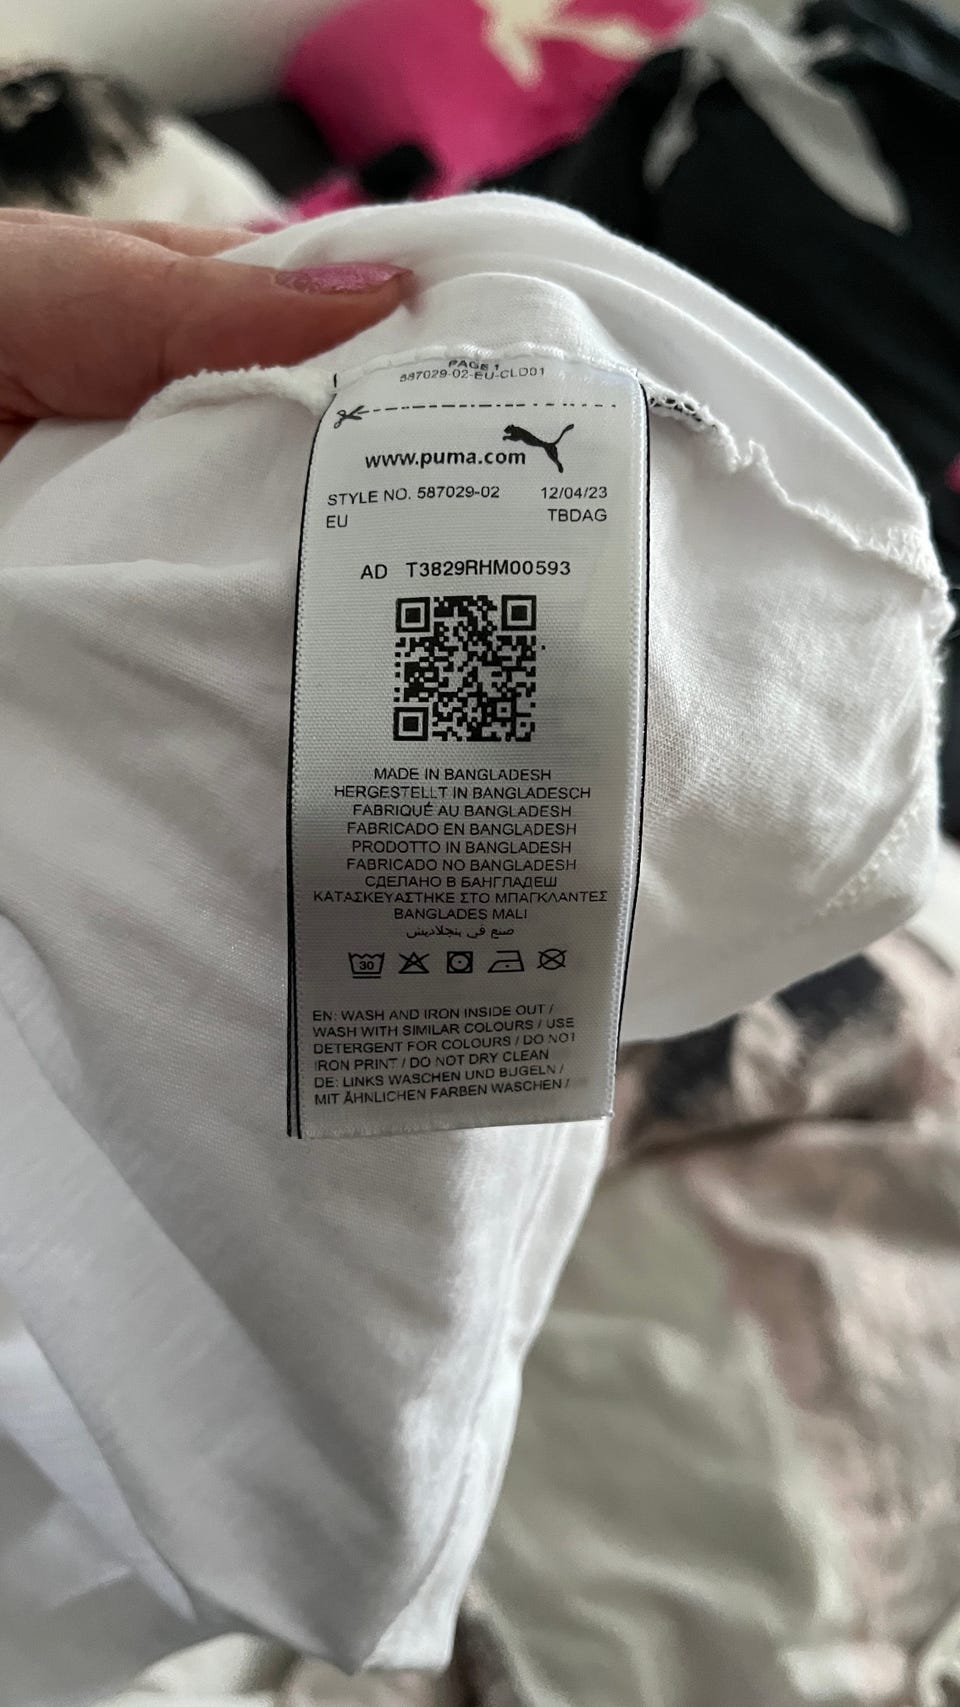 PAGE 1
587029-02-EU-CLD01
www.puma.com
STYLE NO. 587029-02 12/04/23
EU TBDAG
AD T3829RHM00593
MADE IN BANGLADESH
HERGESTELLT IN BANGLADESCH
FABRIQUÉ AU BANGLADESH
FABRICADO EN BANGLADESH
PRODOTTO IN BANGLADESH
FABRICADO NO BANGLADESH
СДЕЛАНО В БАНГЛАДЕШ
ΚΑΤΑΣΚΕΥΑΣΤΗΚΕ ΣΤΟ ΜΠΑΓΚΛΑΝΤΕΣ
BANGLADES MALI
صنع في بنجلاديش
30
EN: WASH AND IRON INSIDE OUT /
WASH WITH SIMILAR COLOURS / USE
DETERGENT FOR COLOURS / DO NOT
IRON PRINT / DO NOT DRY CLEAN
DE: LINKS WASCHEN UND BÜGELN /
MIT ÄHNLICHEN FARBEN WASCHEN /